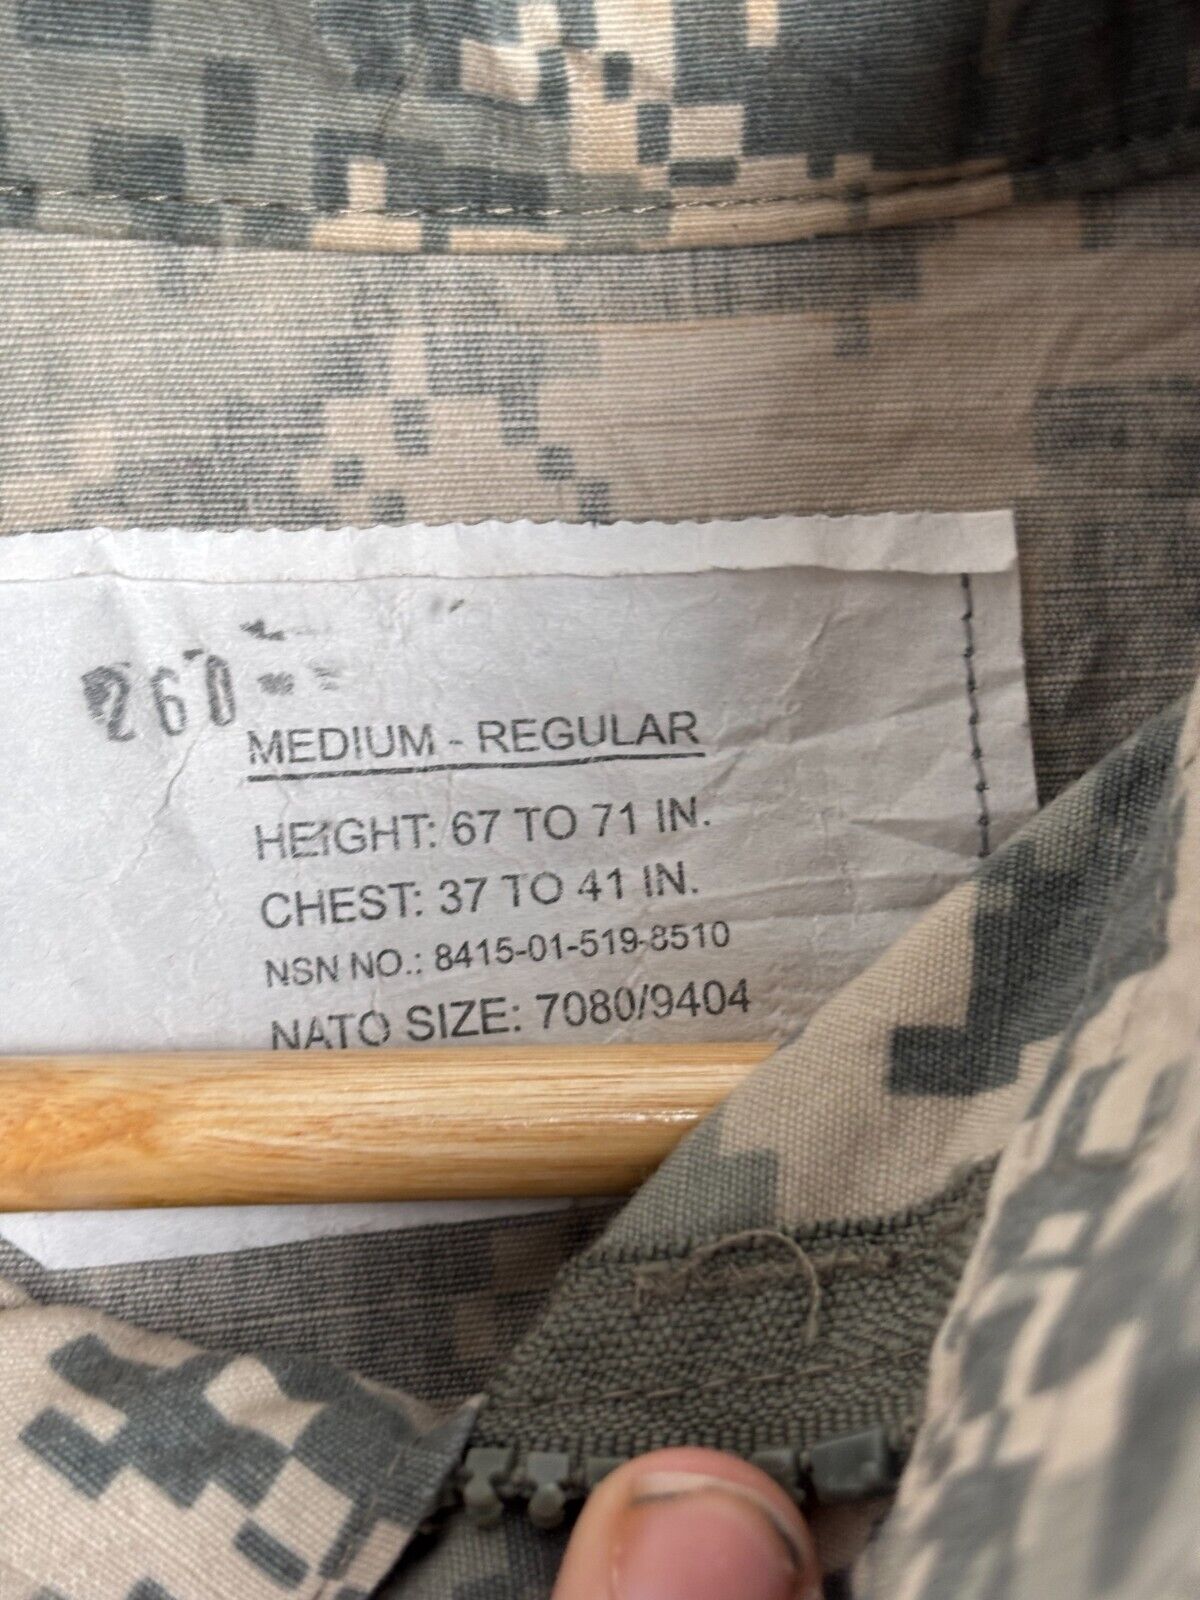 260
MEDIUM - REGULAR
HEIGHT: 67 TO 71 IN.
CHEST: 37 TO 41 IN.
NSN NO.: 8415-01-519-8510
NATO SIZE: 7080/9404